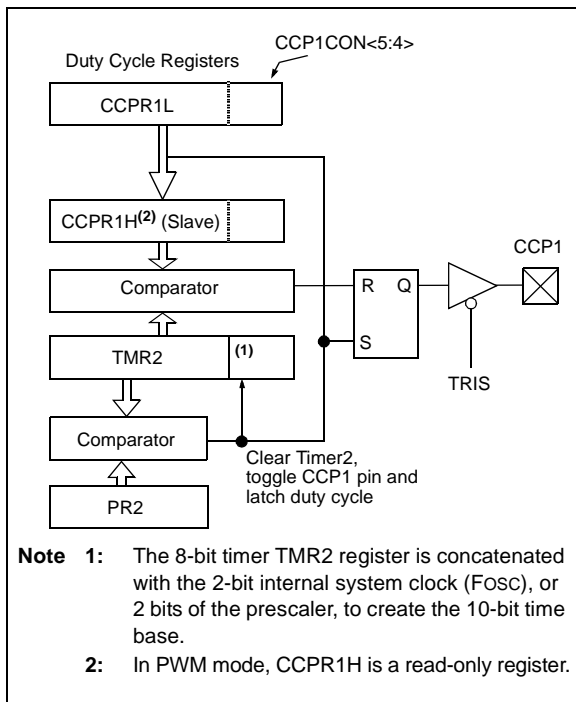 CCP1CON<5:4>
Duty Cycle Registers
CCPR1L
CCPR1H(2) (Slave)
CCP1
Comparator
R Q
TMR2 (1)
S
TRIS
Comparator
Clear Timer2,
toggle CCP1 pin and
latch duty cycle
PR2
Note 1: The 8-bit timer TMR2 register is concatenated
with the 2-bit internal system clock (FOSC), or
2 bits of the prescaler, to create the 10-bit time
base.
2: In PWM mode, CCPR1H is a read-only register.